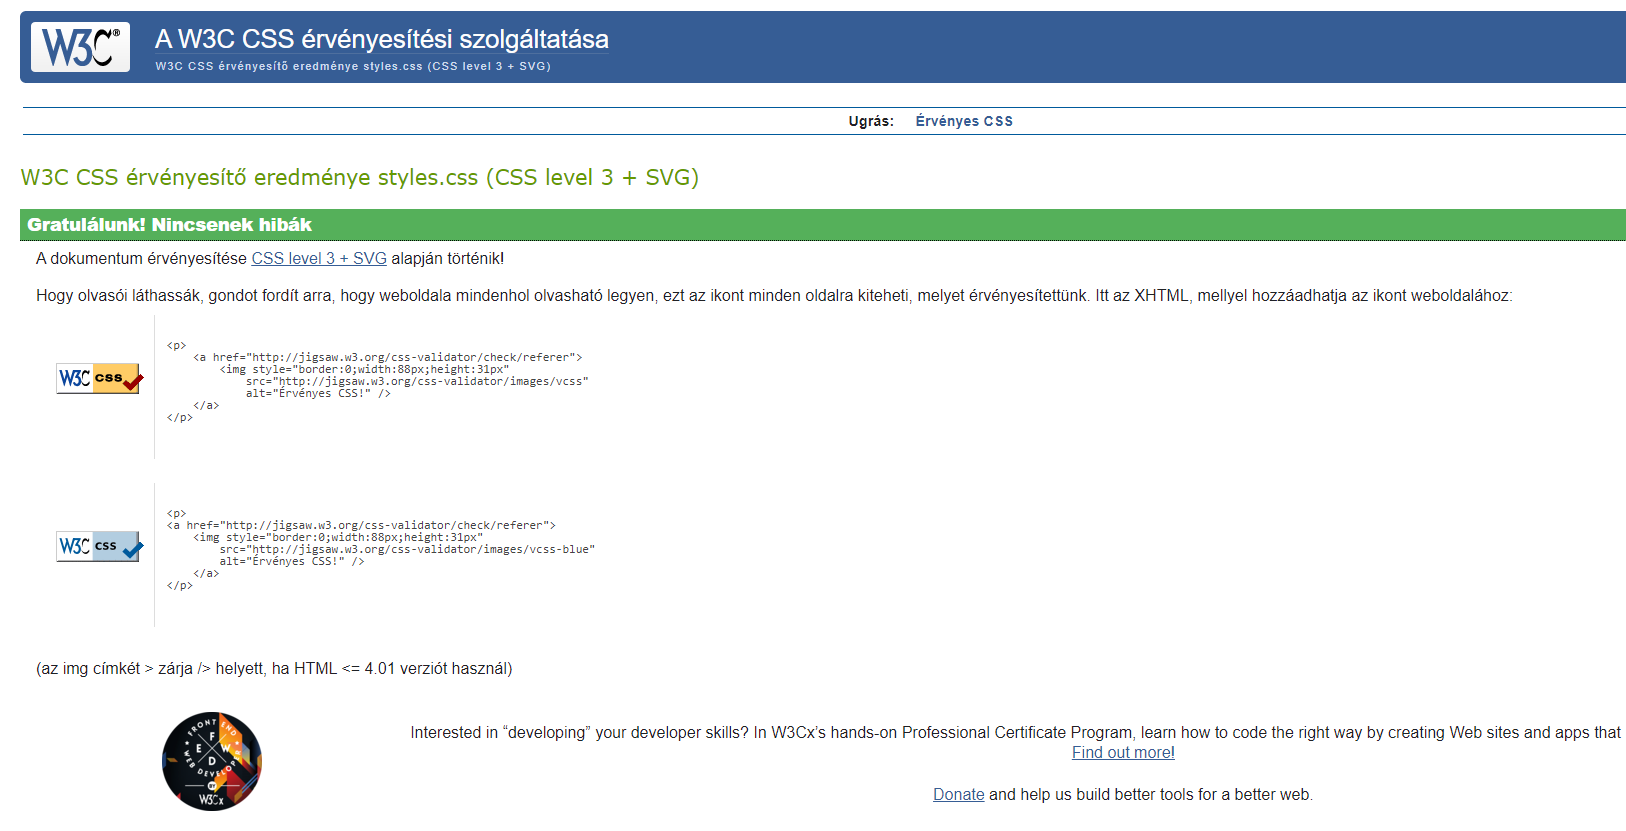 W3C®
A W3C CSS érvényesítési szolgáltatása
W3C CSS érvényesítő eredménye styles.css (CSS level 3 + SVG)
Ugrás: Érvényes CSS
W3C CSS érvényesítő eredménye styles.css (CSS level 3 + SVG)
Gratulálunk! Nincsenek hibák
A dokumentum érvényesítése CSS level 3 + SVG alapján történik!
Hogy olvasói láthassák, gondot fordít arra, hogy weboldala mindenhol olvasható legyen, ezt az ikont minden oldalra kiteheti, melyet érvényesítettünk. Itt az XHTML, mellyel hozzáadhatja az ikont weboldalához:
W3C css
<p>
<a href="http://jigsaw.w3.org/css-validator/check/referer">
<img style="border:0;width:88px;height:31px"
src="http://jigsaw.w3.org/css-validator/images/vcss"
alt="Érvényes CSS!" />
</a>
</p>
W3C css
<p>
<a href="http://jigsaw.w3.org/css-validator/check/referer">
<img style="border:0;width:88px;height:31px"
src="http://jigsaw.w3.org/css-validator/images/vcss-blue"
alt="Érvényes CSS!" />
</a>
</p>
(az img címkét > zárja /> helyett, ha HTML <= 4.01 verziót használ)
FRONT END
WEB DEVELOPER
F
E W
D
BY
W3Cx
Interested in “developing” your developer skills? In W3Cx’s hands-on Professional Certificate Program, learn how to code the right way by creating Web sites and apps that
Find out more!
Donate and help us build better tools for a better web.